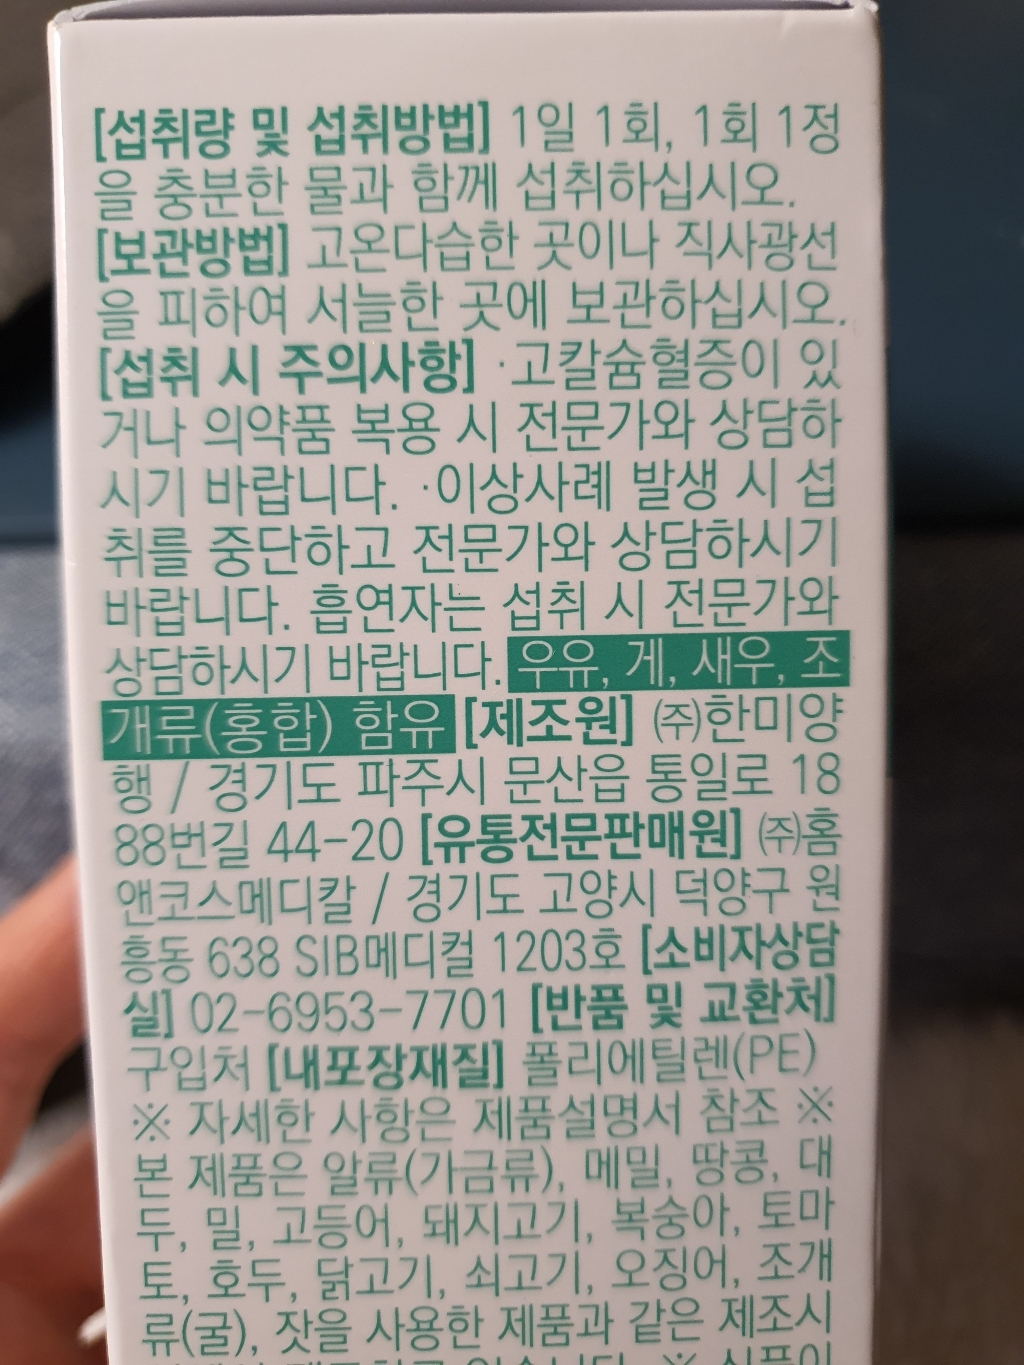 [섭취량 및 섭취방법] 1일 1회, 1회 1정
을 충분한 물과 함께 섭취하십시오.
[보관방법] 고온다습한 곳이나 직사광선
을 피하여 서늘한 곳에 보관하십시오.
[섭취 시 주의사항] ·고칼슘혈증이 있
거나 의약품 복용 시 전문가와 상담하
시기 바랍니다. ·이상사례 발생 시 섭
취를 중단하고 전문가와 상담하시기
바랍니다. 흡연자는 섭취 시 전문가와
상담하시기 바랍니다. 우유, 게, 새우, 조
개류(홍합) 함유 [제조원] ㈜한미양
행 / 경기도 파주시 문산읍 통일로 18
88번길 44-20 [유통전문판매원] ㈜홈
앤코스메디칼 / 경기도 고양시 덕양구 원
흥동 638 SIB메디컬 1203호 [소비자상담
실] 02-6953-7701 [반품 및 교환처]
구입처 [내포장재질] 폴리에틸렌(PE)
※ 자세한 사항은 제품설명서 참조 ※
본 제품은 알류(가금류), 메밀, 땅콩, 대
두, 밀, 고등어, 돼지고기, 복숭아, 토마
토, 호두, 닭고기, 쇠고기, 오징어, 조개
류(굴), 잣을 사용한 제품과 같은 제조시